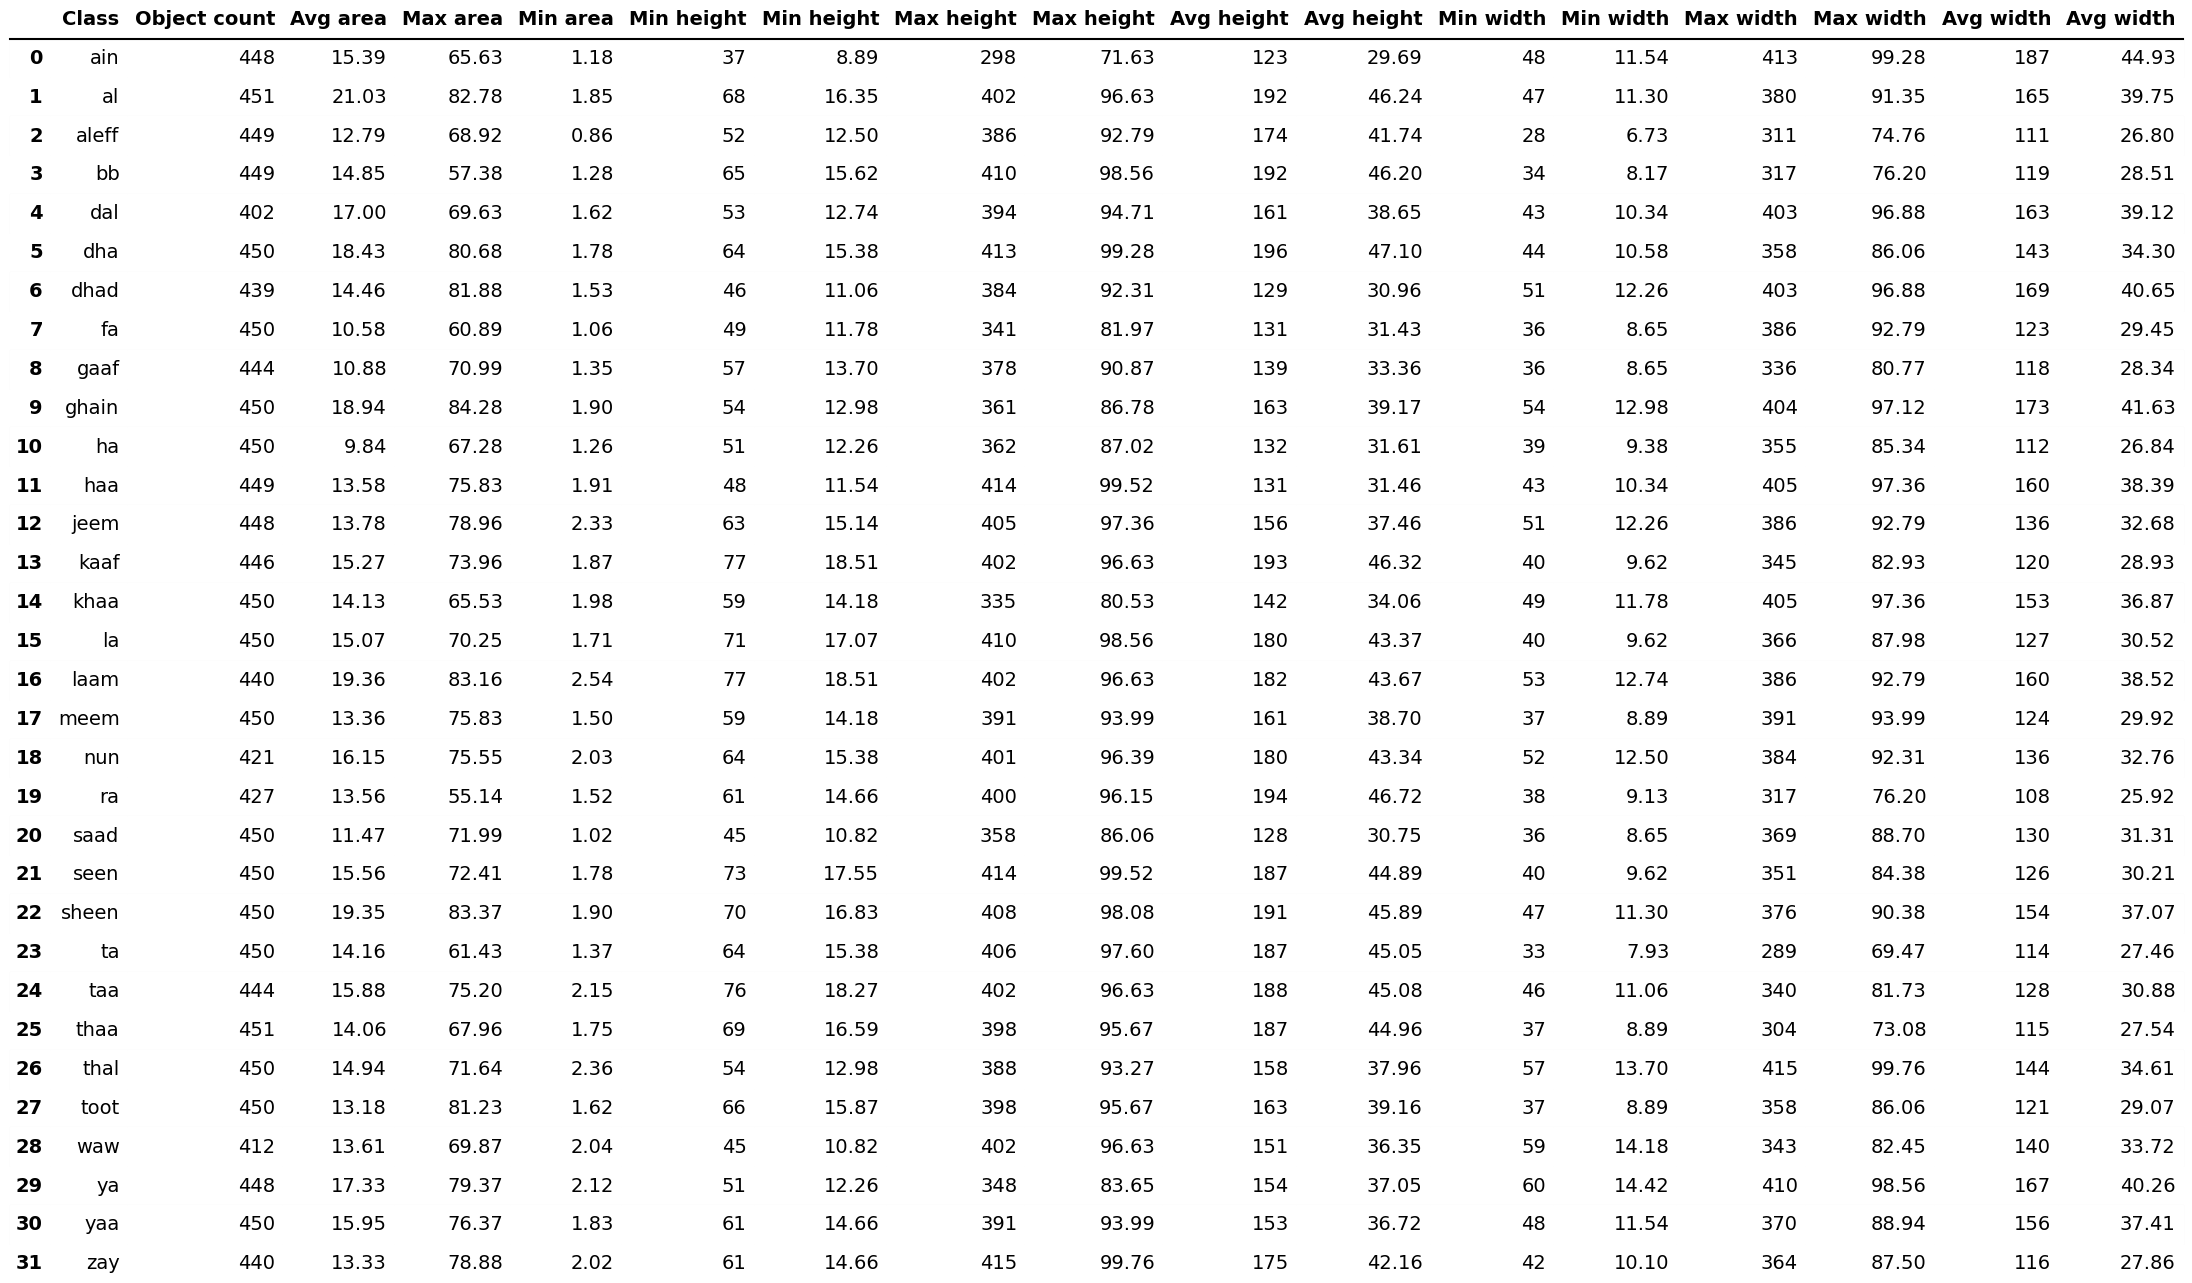 Class Object count Avg area Max area Min area Min height Min height Max height Max height Avg height Avg height Min width Min width Max width Max width Avg width Avg width
0 ain 448 15.39 65.63 1.18 37 8.89 298 71.63 123 29.69 48 11.54 413 99.28 187 44.93
1 al 451 21.03 82.78 1.85 68 16.35 402 96.63 192 46.24 47 11.30 380 91.35 165 39.75
2 aleff 449 12.79 68.92 0.86 52 12.50 386 92.79 174 41.74 28 6.73 311 74.76 111 26.80
3 bb 449 14.85 57.38 1.28 65 15.62 410 98.56 192 46.20 34 8.17 317 76.20 119 28.51
4 dal 402 17.00 69.63 1.62 53 12.74 394 94.71 161 38.65 43 10.34 403 96.88 163 39.12
5 dha 450 18.43 80.68 1.78 64 15.38 413 99.28 196 47.10 44 10.58 358 86.06 143 34.30
6 dhad 439 14.46 81.88 1.53 46 11.06 384 92.31 129 30.96 51 12.26 403 96.88 169 40.65
7 fa 450 10.58 60.89 1.06 49 11.78 341 81.97 131 31.43 36 8.65 386 92.79 123 29.45
8 gaaf 444 10.88 70.99 1.35 57 13.70 378 90.87 139 33.36 36 8.65 336 80.77 118 28.34
9 ghain 450 18.94 84.28 1.90 54 12.98 361 86.78 163 39.17 54 12.98 404 97.12 173 41.63
10 ha 450 9.84 67.28 1.26 51 12.26 362 87.02 132 31.61 39 9.38 355 85.34 112 26.84
11 haa 449 13.58 75.83 1.91 48 11.54 414 99.52 131 31.46 43 10.34 405 97.36 160 38.39
12 jeem 448 13.78 78.96 2.33 63 15.14 405 97.36 156 37.46 51 12.26 386 92.79 136 32.68
13 kaaf 446 15.27 73.96 1.87 77 18.51 402 96.63 193 46.32 40 9.62 345 82.93 120 28.93
14 khaa 450 14.13 65.53 1.98 59 14.18 335 80.53 142 34.06 49 11.78 405 97.36 153 36.87
15 la 450 15.07 70.25 1.71 71 17.07 410 98.56 180 43.37 40 9.62 366 87.98 127 30.52
16 laam 440 19.36 83.16 2.54 77 18.51 402 96.63 182 43.67 53 12.74 386 92.79 160 38.52
17 meem 450 13.36 75.83 1.50 59 14.18 391 93.99 161 38.70 37 8.89 391 93.99 124 29.92
18 nun 421 16.15 75.55 2.03 64 15.38 401 96.39 180 43.34 52 12.50 384 92.31 136 32.76
19 ra 427 13.56 55.14 1.52 61 14.66 400 96.15 194 46.72 38 9.13 317 76.20 108 25.92
20 saad 450 11.47 71.99 1.02 45 10.82 358 86.06 128 30.75 36 8.65 369 88.70 130 31.31
21 seen 450 15.56 72.41 1.78 73 17.55 414 99.52 187 44.89 40 9.62 351 84.38 126 30.21
22 sheen 450 19.35 83.37 1.90 70 16.83 408 98.08 191 45.89 47 11.30 376 90.38 154 37.07
23 ta 450 14.16 61.43 1.37 64 15.38 406 97.60 187 45.05 33 7.93 289 69.47 114 27.46
24 taa 444 15.88 75.20 2.15 76 18.27 402 96.63 188 45.08 46 11.06 340 81.73 128 30.88
25 thaa 451 14.06 67.96 1.75 69 16.59 398 95.67 187 44.96 37 8.89 304 73.08 115 27.54
26 thal 450 14.94 71.64 2.36 54 12.98 388 93.27 158 37.96 57 13.70 415 99.76 144 34.61
27 toot 450 13.18 81.23 1.62 66 15.87 398 95.67 163 39.16 37 8.89 358 86.06 121 29.07
28 waw 412 13.61 69.87 2.04 45 10.82 402 96.63 151 36.35 59 14.18 343 82.45 140 33.72
29 ya 448 17.33 79.37 2.12 51 12.26 348 83.65 154 37.05 60 14.42 410 98.56 167 40.26
30 yaa 450 15.95 76.37 1.83 61 14.66 391 93.99 153 36.72 48 11.54 370 88.94 156 37.41
31 zay 440 13.33 78.88 2.02 61 14.66 415 99.76 175 42.16 42 10.10 364 87.50 116 27.86